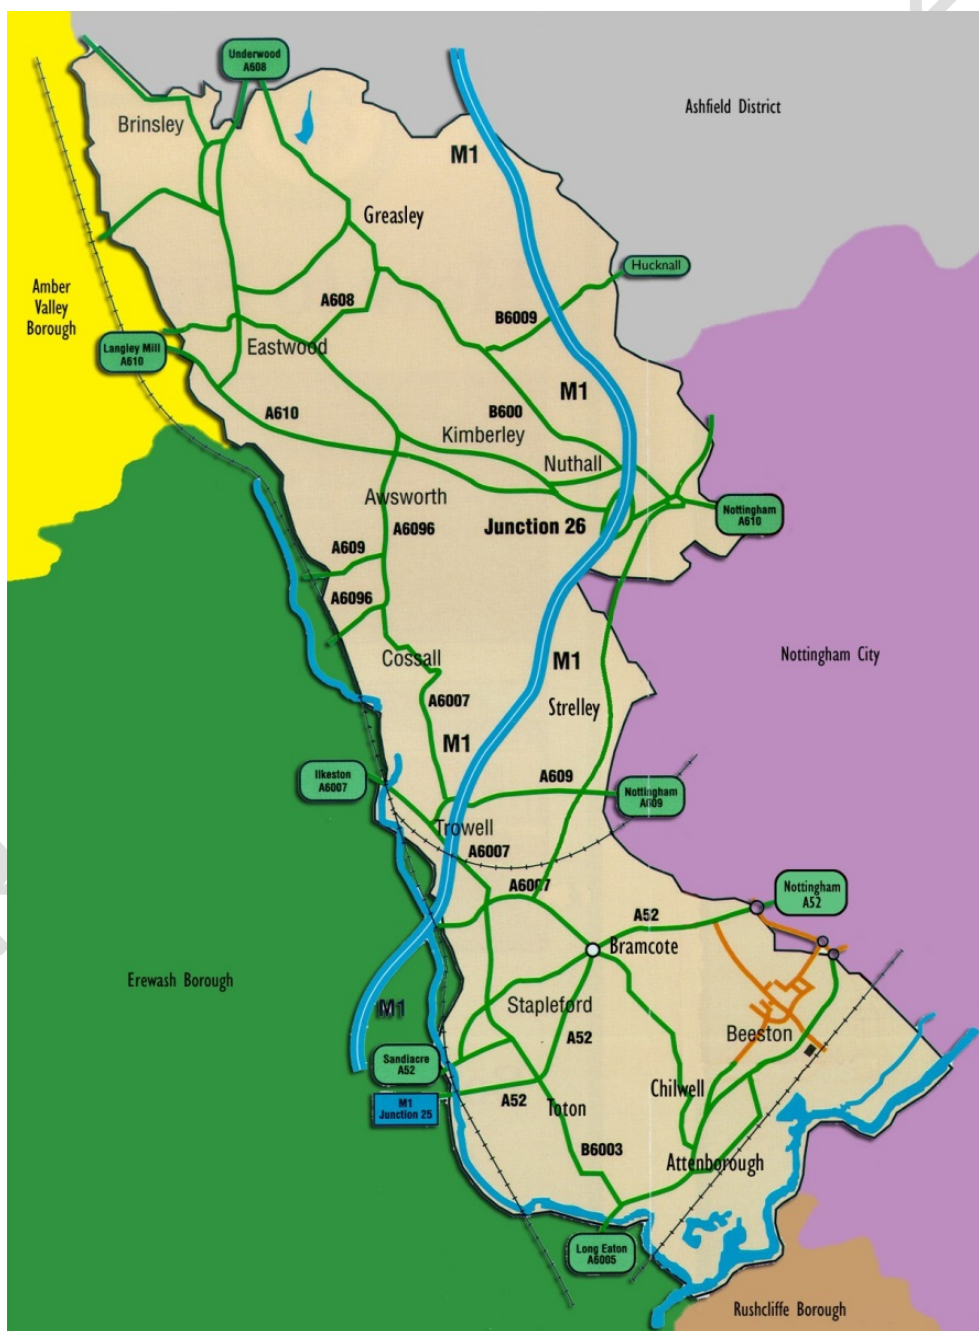 Underwood
A608
Ashfield District
Brinsley
M1
Greasley
Hucknall
Amber
Valley
Borough
A608
B6009
Langley Mill
A610
Eastwood
M1
A610
B600
Kimberley
Nuthall
Awsworth
Junction 26
Nottingham
A610
A6096
A609
A6096
Cossall
M1
Nottingham City
A6007
Strelley
M1
Ilkeston
A6007
A609
Nottingham
A609
Trowell
A6007
A6007
Nottingham
A52
A52
Bramcote
Erewash Borough
M1
Stapleford
A52
Beeston
Sandiacre
A52
Chilwell
M1
Junction 25
A52
Toton
B6003
Attenborough
Long Eaton
A6005
Rushcliffe Borough